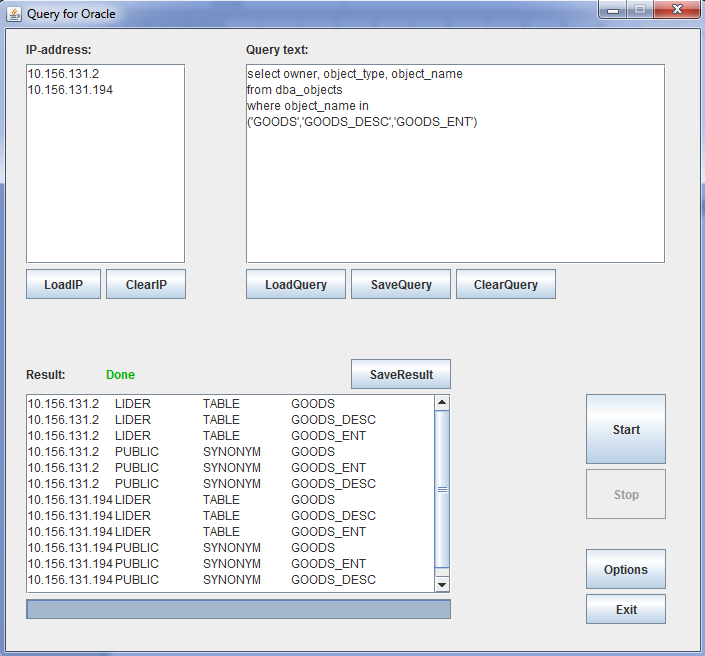 Query for Oracle
IP-address:
10.156.131.2
10.156.131.194
LoadIP
ClearIP
Query text:
select owner, object_type, object_name
from dba_objects
where object_name in
('GOODS','GOODS_DESC','GOODS_ENT')
LoadQuery
SaveQuery
ClearQuery
Result: Done
SaveResult
10.156.131.2 LIDER TABLE GOODS
10.156.131.2 LIDER TABLE GOODS_DESC
10.156.131.2 LIDER TABLE GOODS_ENT
10.156.131.2 PUBLIC SYNONYM GOODS
10.156.131.2 PUBLIC SYNONYM GOODS_ENT
10.156.131.2 PUBLIC SYNONYM GOODS_DESC
10.156.131.194 LIDER TABLE GOODS
10.156.131.194 LIDER TABLE GOODS_DESC
10.156.131.194 LIDER TABLE GOODS_ENT
10.156.131.194 PUBLIC SYNONYM GOODS
10.156.131.194 PUBLIC SYNONYM GOODS_ENT
10.156.131.194 PUBLIC SYNONYM GOODS_DESC
Start
Stop
Options
Exit